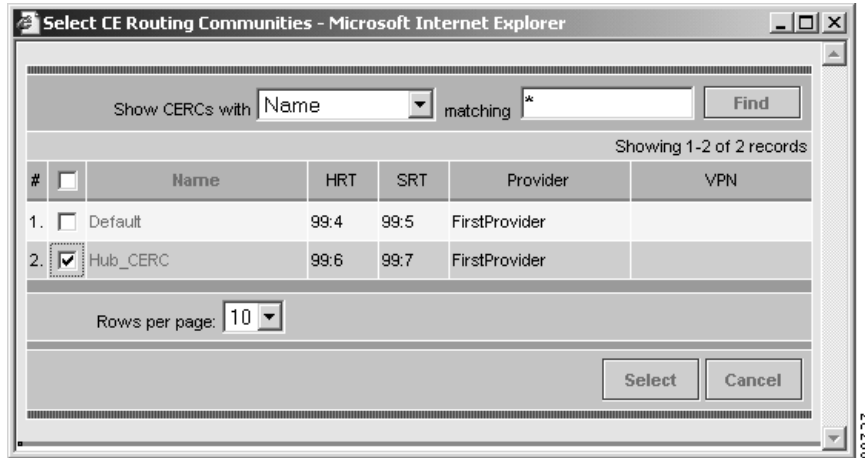 Select CE Routing Communities - Microsoft Internet Explorer
Show CERCs with Name matching * Find
Showing 1-2 of 2 records
# Name HRT SRT Provider VPN
1. Default 99:4 99:5 FirstProvider
2. Hub_CERC 99:6 99:7 FirstProvider
Rows per page: 10
Select Cancel